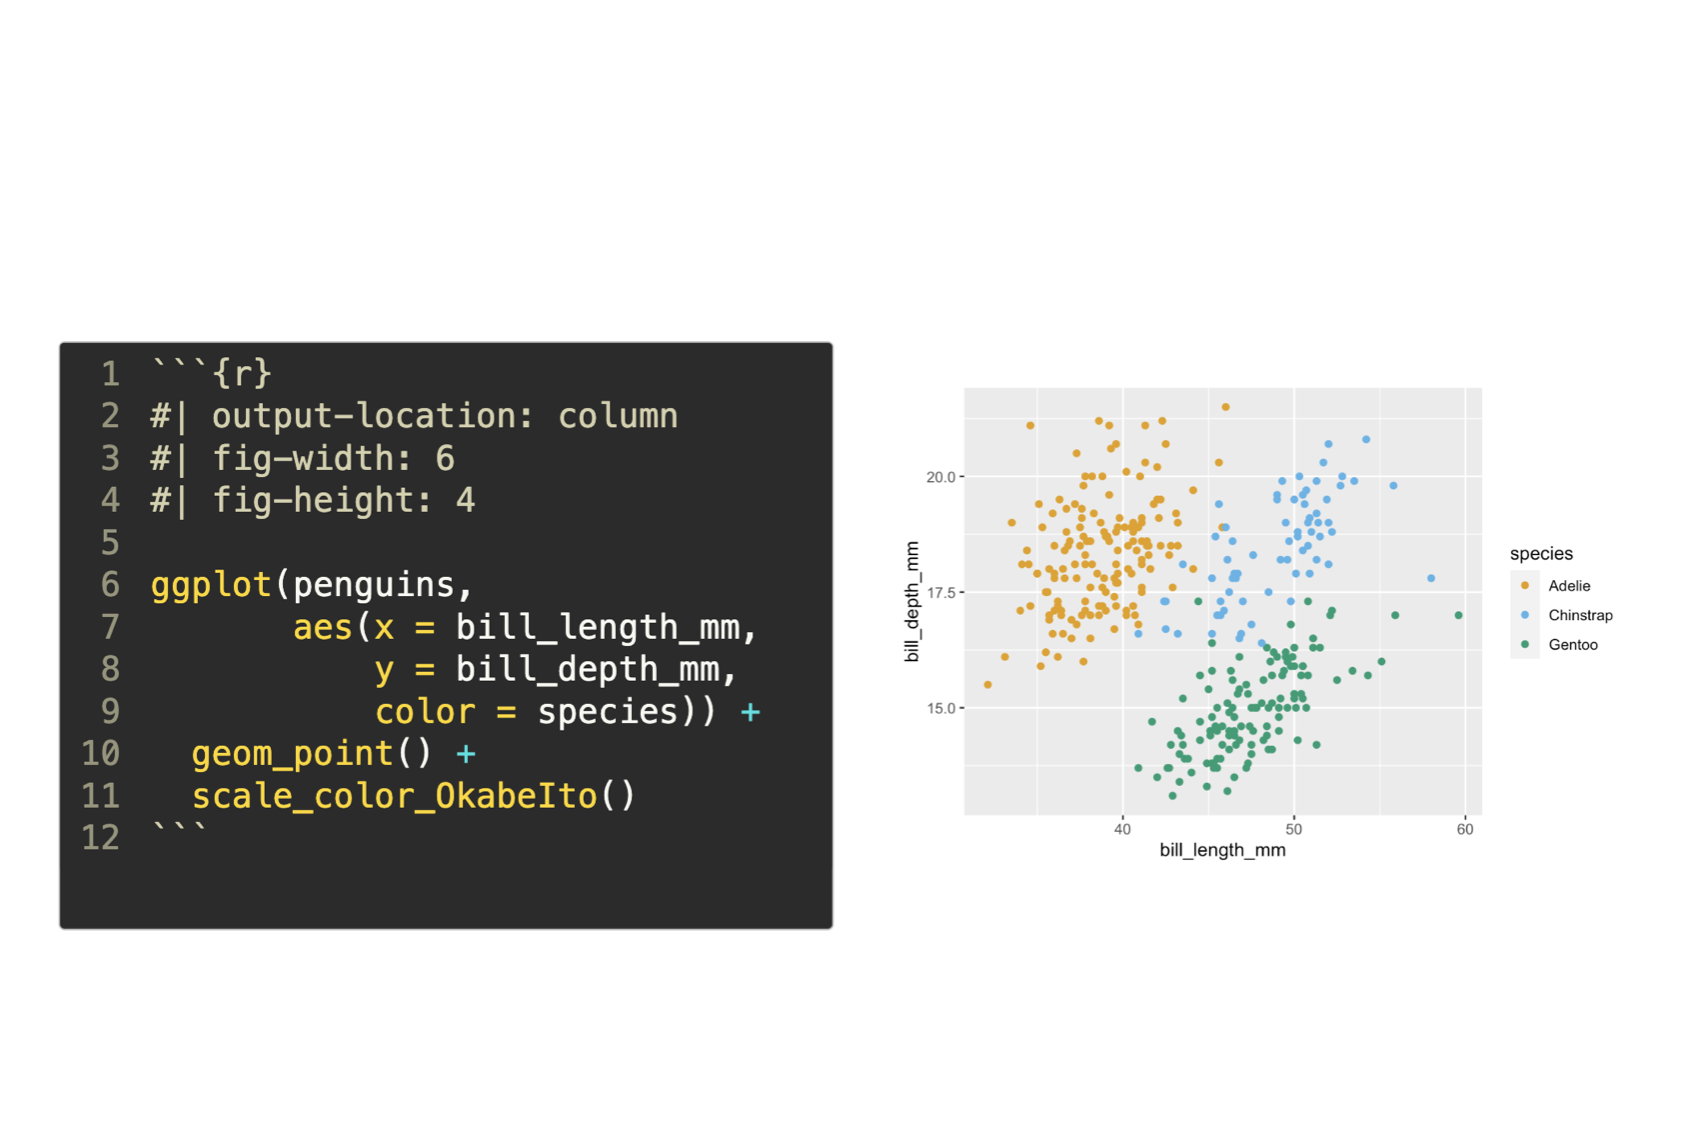 1 ```{r}
2 #| output-location: column
3 #| fig-width: 6
4 #| fig-height: 4
5
6 ggplot(penguins,
7        aes(x = bill_length_mm,
8            y = bill_depth_mm,
9            color = species)) +
10   geom_point() +
11   scale_color_OkabeIto()
12 ```
bill_depth_mm
20.0
17.5
15.0
40 50 60
bill_length_mm
species
Adelie
Chinstrap
Gentoo